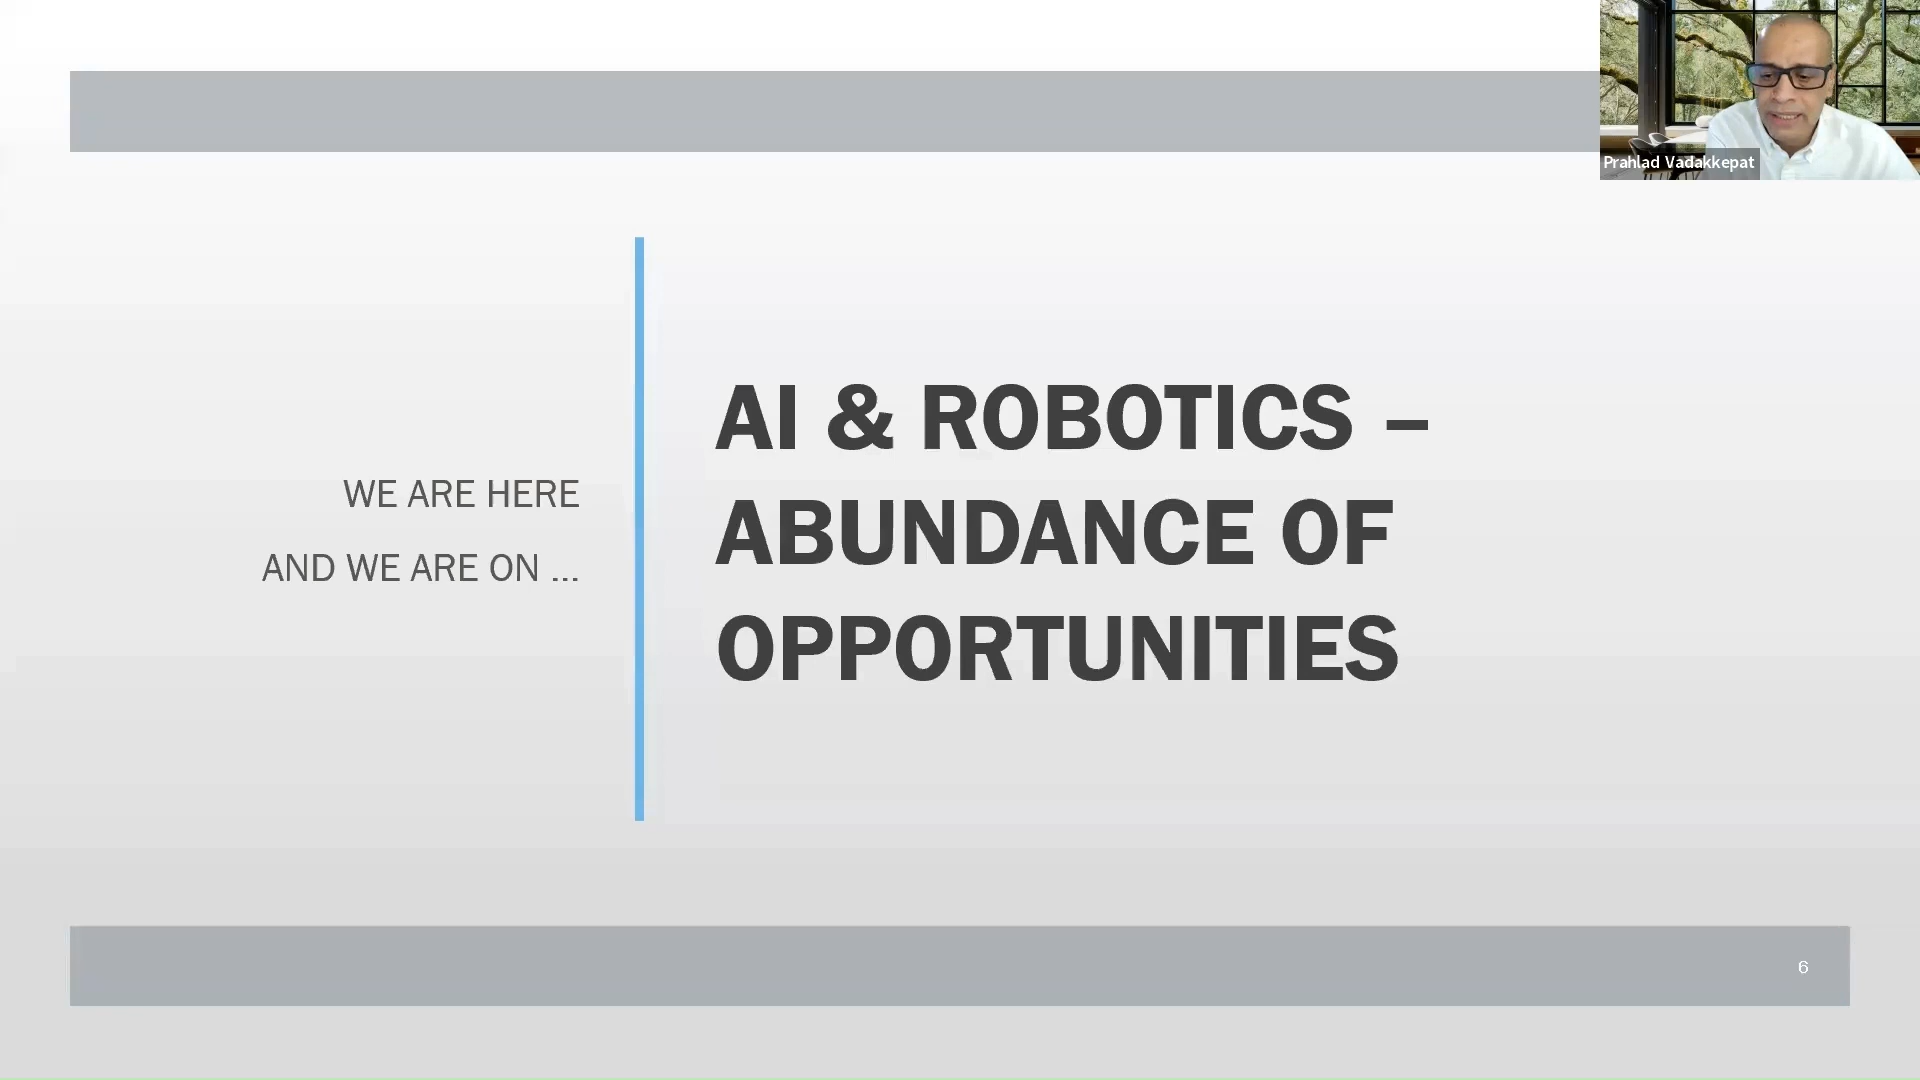 Prahlad Vadakkepat
WE ARE HERE
AND WE ARE ON ...
AI & ROBOTICS –
ABUNDANCE OF
OPPORTUNITIES
6